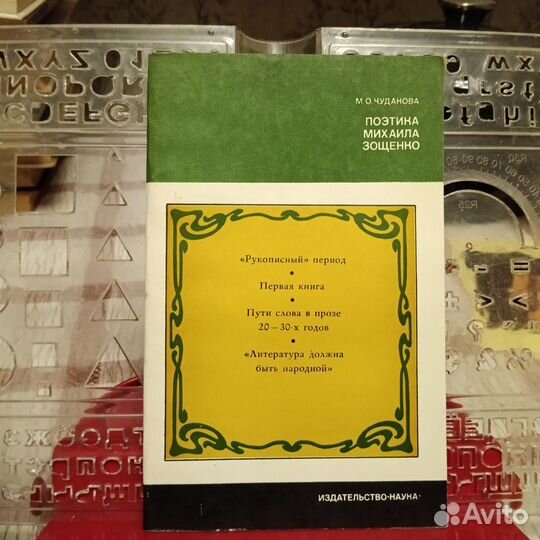 М. О. ЧУДАКОВА
ПОЭТИКА
МИХАИЛА
ЗОЩЕНКО
«Рукописный» период
•
Первая книга
•
Пути слова в прозе
20—30-х годов
•
«Литература должна
быть народной»
ИЗДАТЕЛЬСТВО·НАУКА·
Avito